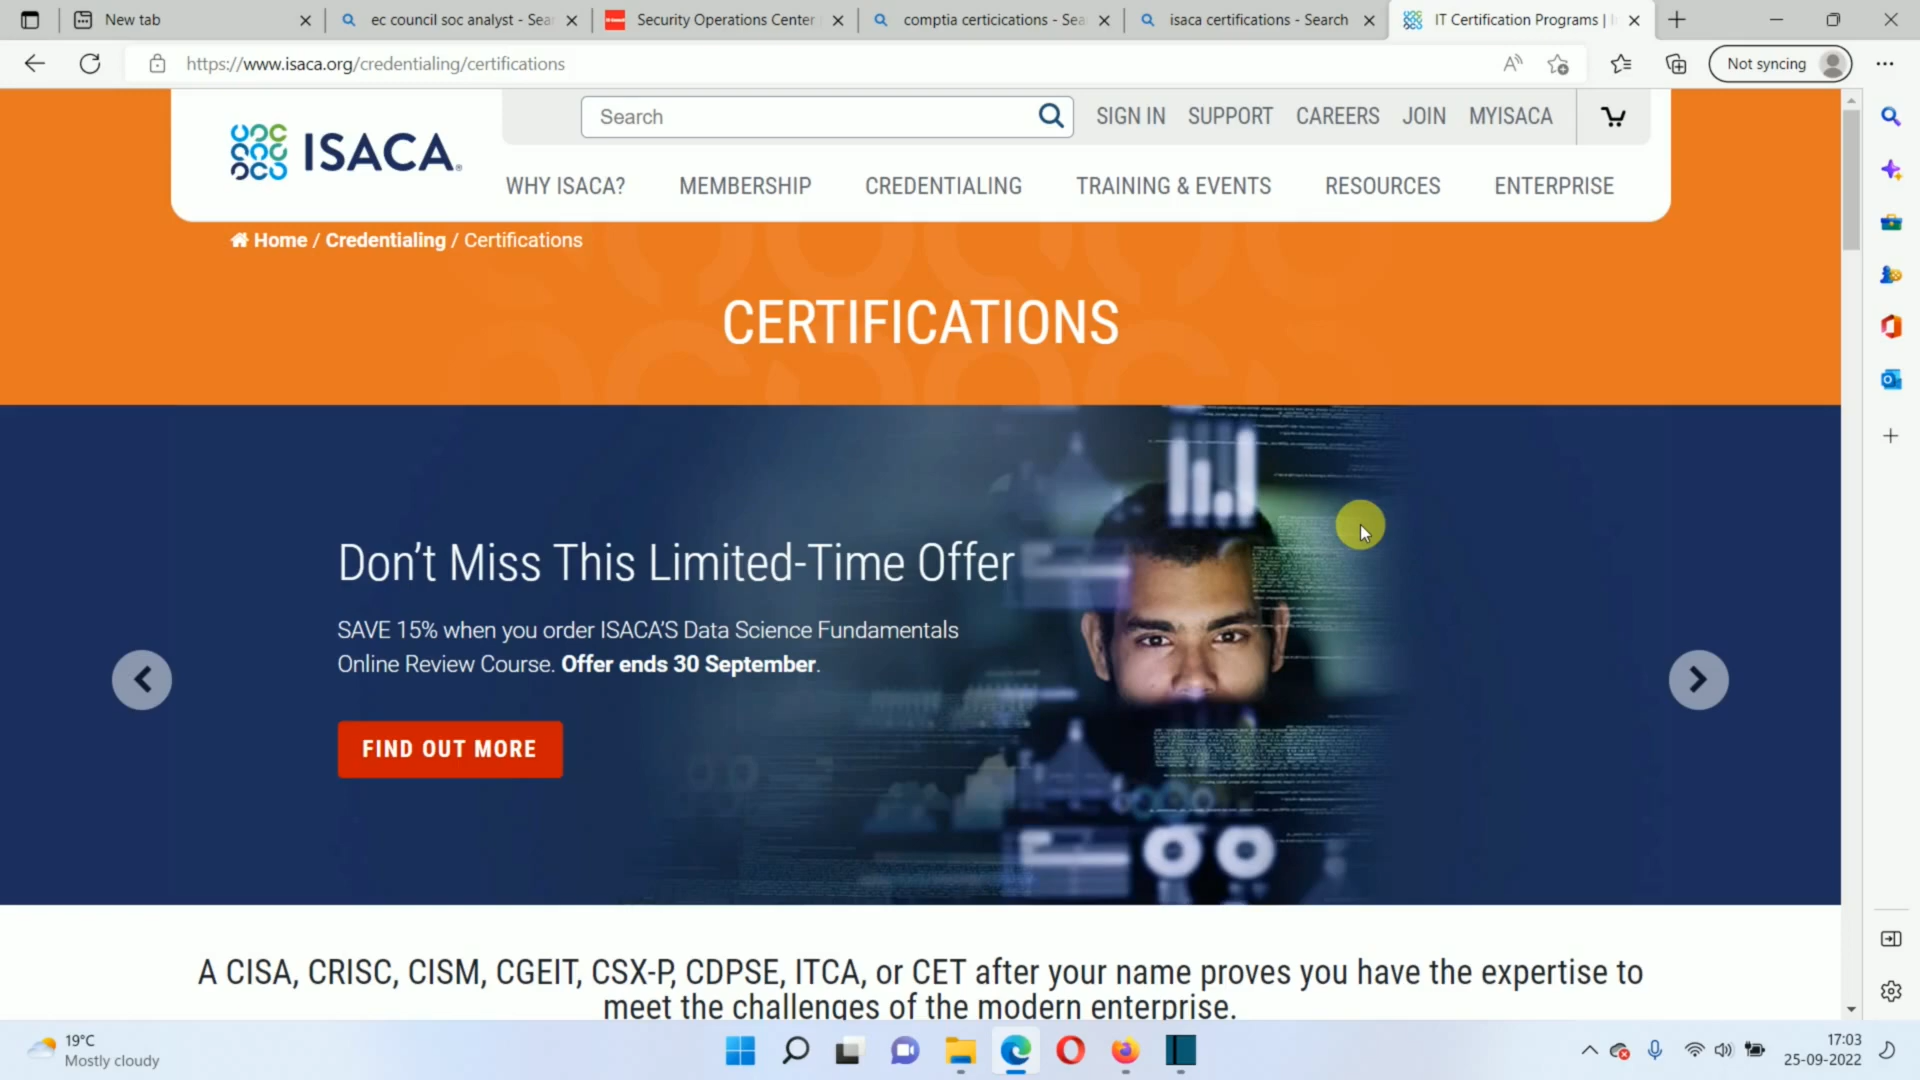 New tab
ec council soc analyst - Sea
Security Operations Center
comptia certicications - Sea
isaca certifications - Search
IT Certification Programs |
https://www.isaca.org/credentialing/certifications
Not syncing
Search
SIGN IN
SUPPORT
CAREERS
JOIN
MYISACA
ISACA
WHY ISACA?
MEMBERSHIP
CREDENTIALING
TRAINING & EVENTS
RESOURCES
ENTERPRISE
Home / Credentialing / Certifications
CERTIFICATIONS
Don't Miss This Limited-Time Offer
SAVE 15% when you order ISACA'S Data Science Fundamentals
Online Review Course. Offer ends 30 September.
FIND OUT MORE
A CISA, CRISC, CISM, CGEIT, CSX-P, CDPSE, ITCA, or CET after your name proves you have the expertise to
meet the challenges of the modern enterprise.
19°C
Mostly cloudy
17:03
25-09-2022